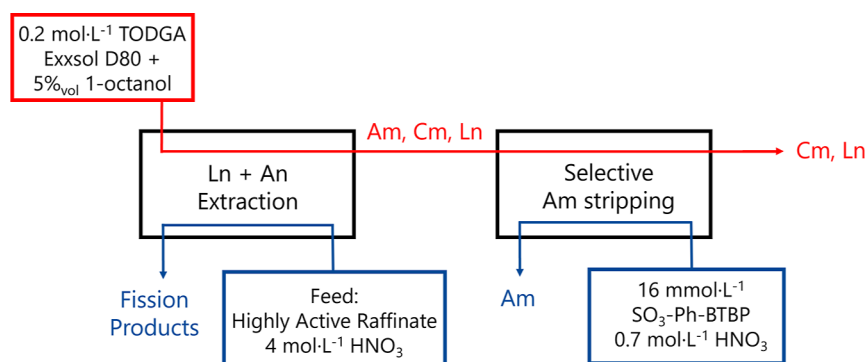 0.2 mol·L⁻¹ TODGA
Exxsol D80 +
5%vol 1-octanol
Am, Cm, Ln
Cm, Ln
Ln + An
Extraction
Selective
Am stripping
Fission
Products
Feed:
Highly Active Raffinate
4 mol·L⁻¹ HNO₃
Am
16 mmol·L⁻¹
SO₃-Ph-BTBP
0.7 mol·L⁻¹ HNO₃